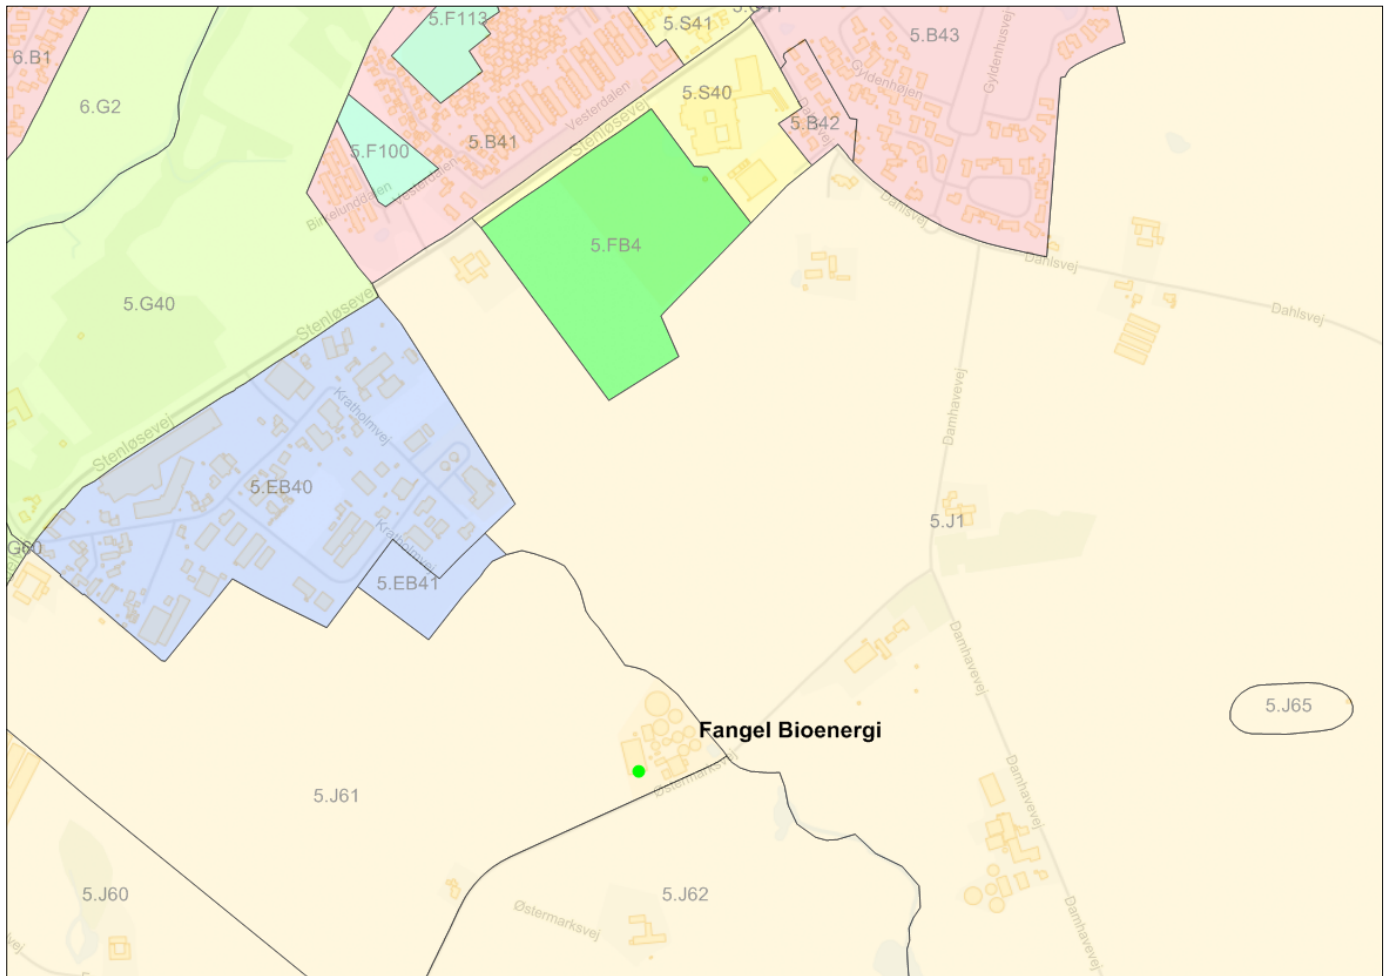 5.F113
5.S41
5.B43
Gyldenhusvej
6.B1
Gyldenhøjen
6.G2
5.S40
Vesterdalen
5.B42
Stenløsevej
5.B41
5.F100
Vesterdalen
Birkelunddalen
Dahlsvej
5.FB4
Dahlsvej
5.G40
Stenløsevej
Dahlsvej
Kratholmvej
Damhavevej
Stenløsevej
5.EB40
5.J1
Kratholmvej
5.EB41
Damhavevej
5.J65
Fangel Bioenergi
Østermarksvej
5.J61
Damhavevej
5.J60
5.J62
Østermarksvej
Damhavevej